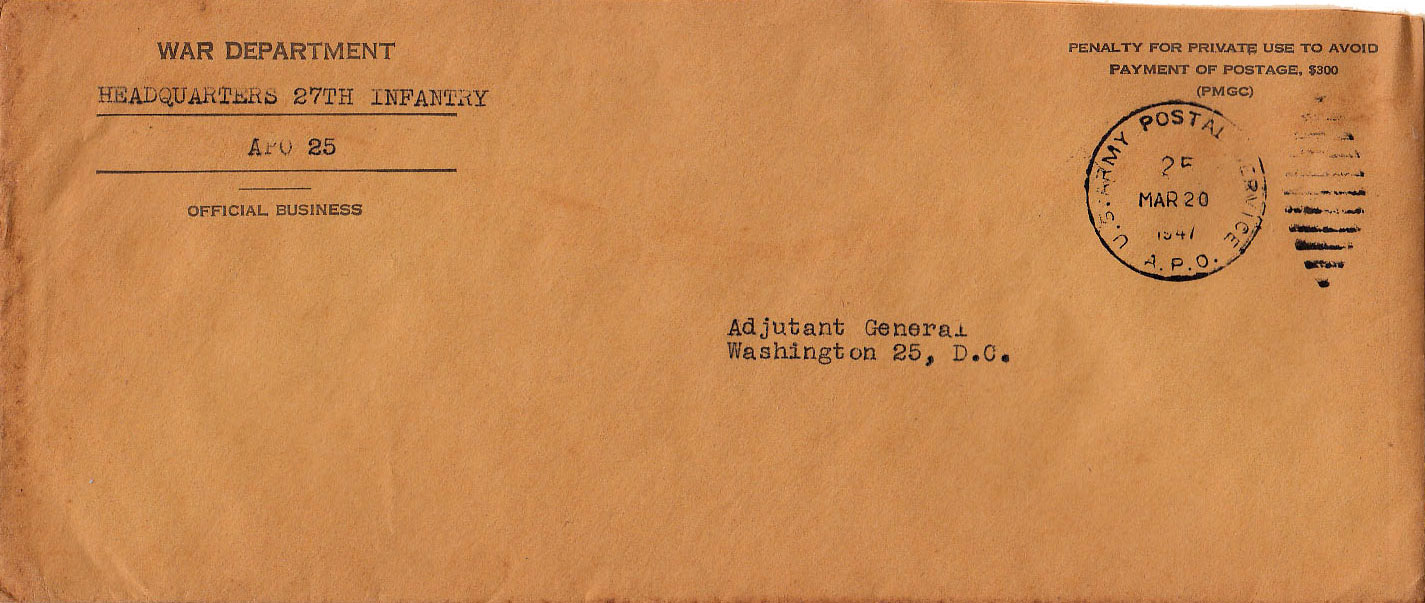 WAR DEPARTMENT
HEADQUARTERS 27TH INFANTRY
APO 25
OFFICIAL BUSINESS
PENALTY FOR PRIVATE USE TO AVOID
PAYMENT OF POSTAGE, $300
(PMGC)
U.S. ARMY POSTAL SERVICE
25
MAR 20
1947
A.P.O.
Adjutant General
Washington 25, D.C.